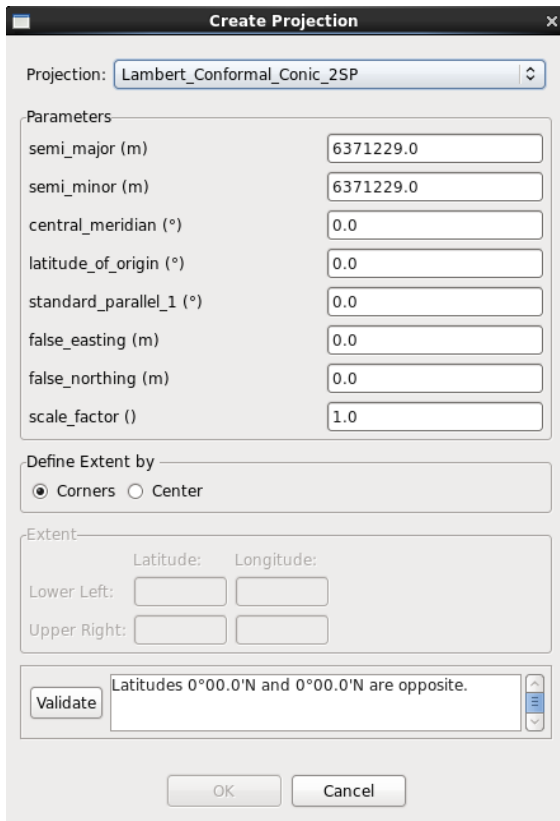 Create Projection
Projection: Lambert_Conformal_Conic_2SP
Parameters
semi_major (m) 6371229.0
semi_minor (m) 6371229.0
central_meridian (°) 0.0
latitude_of_origin (°) 0.0
standard_parallel_1 (°) 0.0
false_easting (m) 0.0
false_northing (m) 0.0
scale_factor () 1.0
Define Extent by
Corners Center
Extent
Latitude: Longitude:
Lower Left:
Upper Right:
Validate Latitudes 0°00.0'N and 0°00.0'N are opposite.
OK Cancel